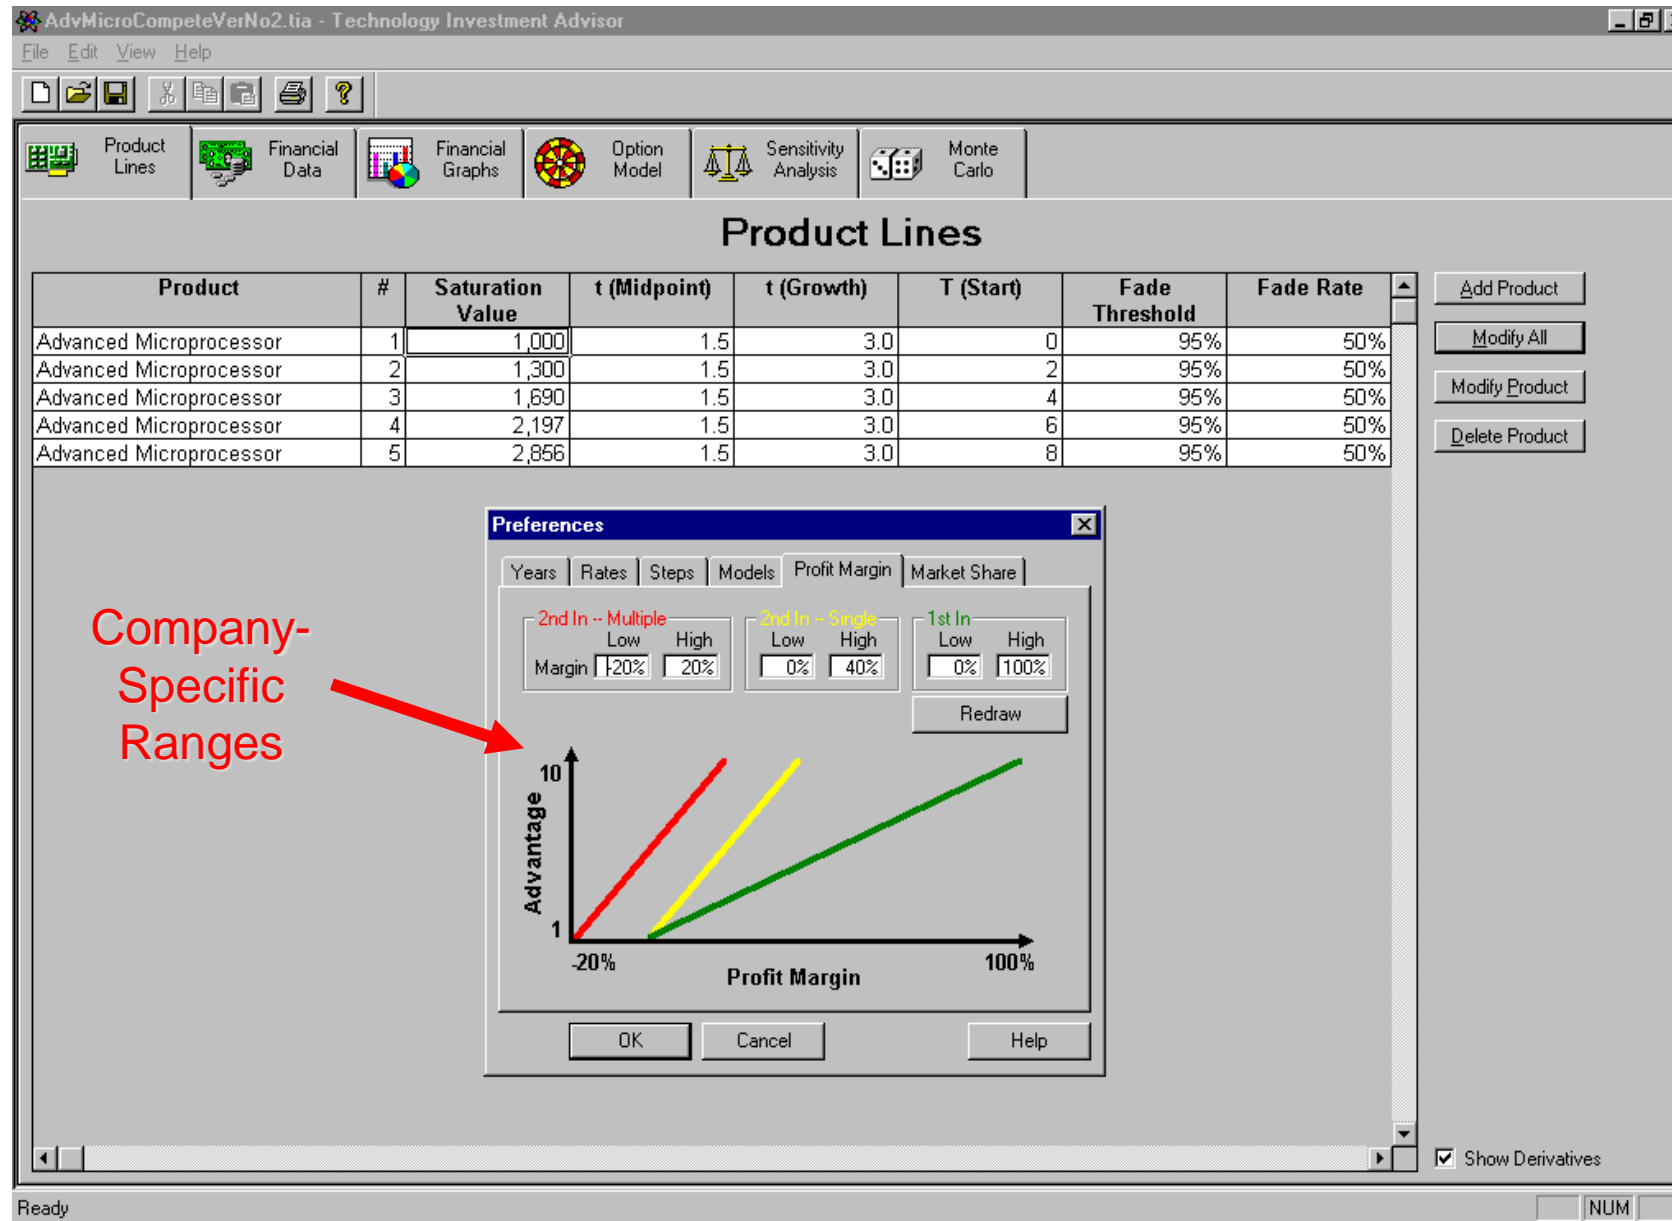 AdvMicroCompeteVerNo2.tia - Technology Investment Advisor
File Edit View Help
Product Lines
Financial Data
Financial Graphs
Option Model
Sensitivity Analysis
Monte Carlo
Product Lines
Product # Saturation Value t (Midpoint) t (Growth) T (Start) Fade Threshold Fade Rate
Advanced Microprocessor 1 1,000 1.5 3.0 0 95% 50%
Advanced Microprocessor 2 1,300 1.5 3.0 2 95% 50%
Advanced Microprocessor 3 1,690 1.5 3.0 4 95% 50%
Advanced Microprocessor 4 2,197 1.5 3.0 6 95% 50%
Advanced Microprocessor 5 2,856 1.5 3.0 8 95% 50%
Add Product
Modify All
Modify Product
Delete Product
Company-
Specific
Ranges
Preferences
Years Rates Steps Models Profit Margin Market Share
2nd In -- Multiple 2nd In -- Single 1st In
Low High Low High Low High
Margin -20% 20% 0% 40% 0% 100%
Redraw
10
Advantage
1
-20% 100%
Profit Margin
OK Cancel Help
Show Derivatives
Ready NUM